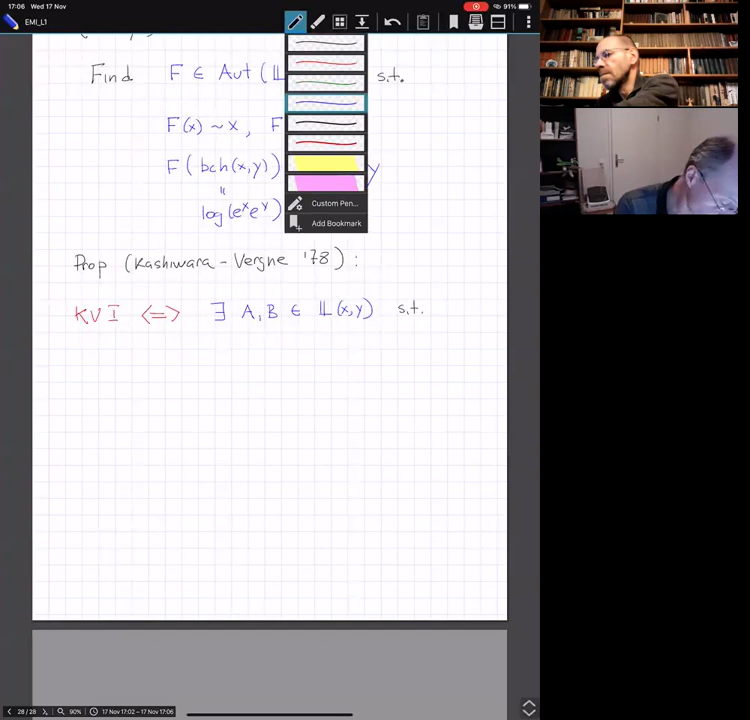 17:06 Wed 17 Nov
91%
EMI_L1
Find F ∈ Aut (𝕃 s.t.
F(x) ~ x , F
F ( bch(x,y) ) y
=
log(eˣeʸ)
Custom Pen...
Add Bookmark
Prop (Kashiwara - Vergne '78) :
KV I <=> ∃ A, B ∈ 𝕃(x,y) s.t.
28 / 28 90% 17 Nov 17:02 – 17 Nov 17:06